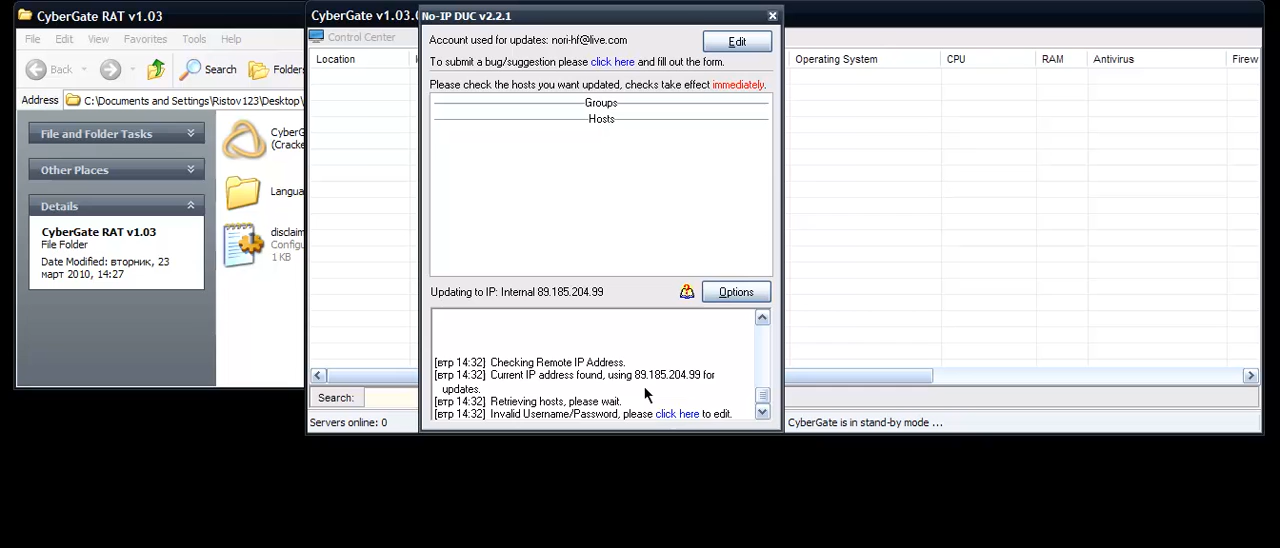 CyberGate RAT v1.03
File Edit View Favorites Tools Help
Back Search Folders
Address C:\Documents and Settings\Ristov123\Desktop\
File and Folder Tasks
Other Places
Details
CyberGate RAT v1.03
File Folder
Date Modified: вторник, 23
март 2010, 14:27
CyberG
(Cracke
Langua
disclaim
Configu
1 KB
CyberGate v1.03.0
Control Center
Location
Operating System CPU RAM Antivirus Firew
Search:
Servers online: 0
CyberGate is in stand-by mode ...
No-IP DUC v2.2.1
Account used for updates: nori-hf@live.com Edit
To submit a bug/suggestion please click here and fill out the form.
Please check the hosts you want updated, checks take effect immediately.
Groups
Hosts
Updating to IP: Internal 89.185.204.99 Options
[втр 14:32] Checking Remote IP Address.
[втр 14:32] Current IP address found, using 89.185.204.99 for
updates.
[втр 14:32] Retrieving hosts, please wait.
[втр 14:32] Invalid Username/Password, please click here to edit.